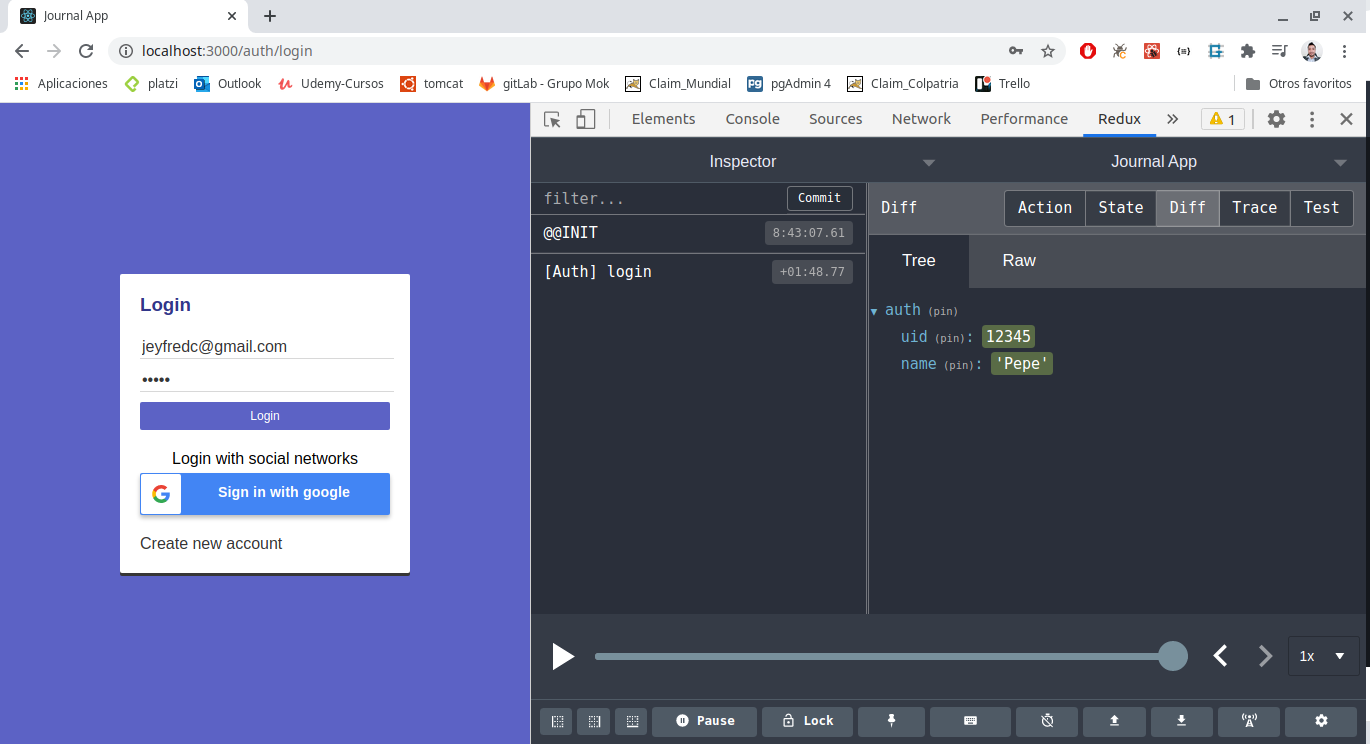 Journal App
localhost:3000/auth/login
Aplicaciones platzi Outlook Udemy-Cursos tomcat gitLab - Grupo Mok Claim_Mundial pgAdmin 4 Claim_Colpatria Trello Otros favoritos
Elements Console Sources Network Performance Redux 1
Inspector Journal App
filter... Commit
Diff Action State Diff Trace Test
@@INIT 8:43:07.61
Tree Raw
[Auth] login +01:48.77
auth (pin)
uid (pin): 12345
name (pin): 'Pepe'
Login
jeyfredc@gmail.com
•••••
Login
Login with social networks
Sign in with google
Create new account
1x
Pause Lock